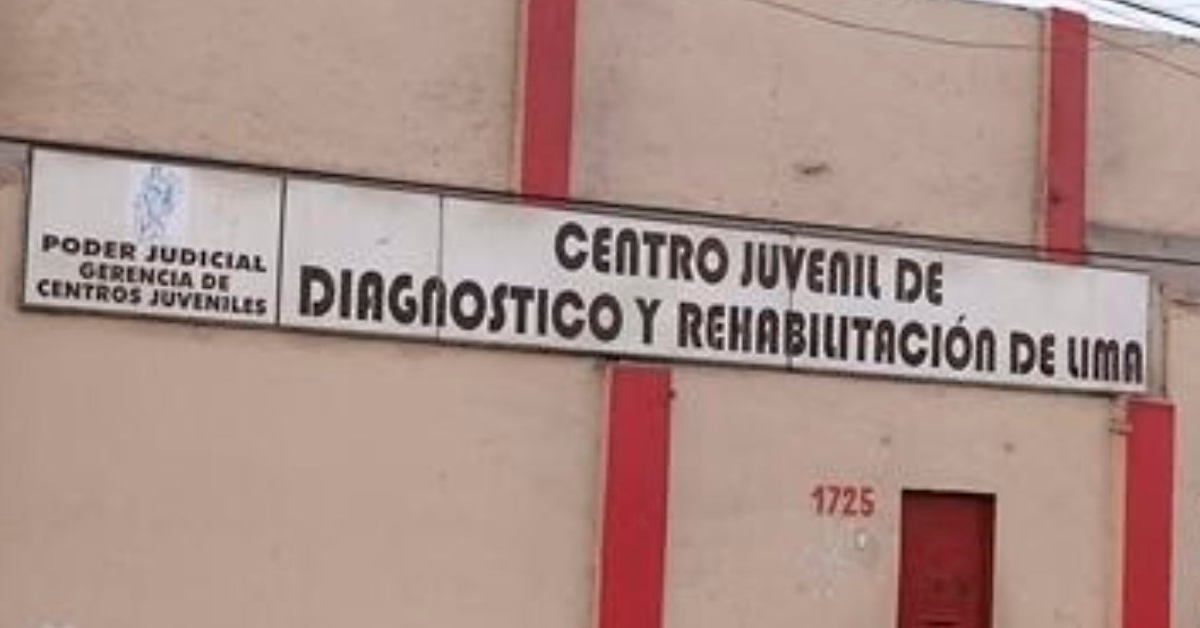 PODER JUDICIAL
GERENCIA DE
CENTROS JUVENILES
CENTRO JUVENIL DE
DIAGNOSTICO Y REHABILITACIÓN DE LIMA
1725